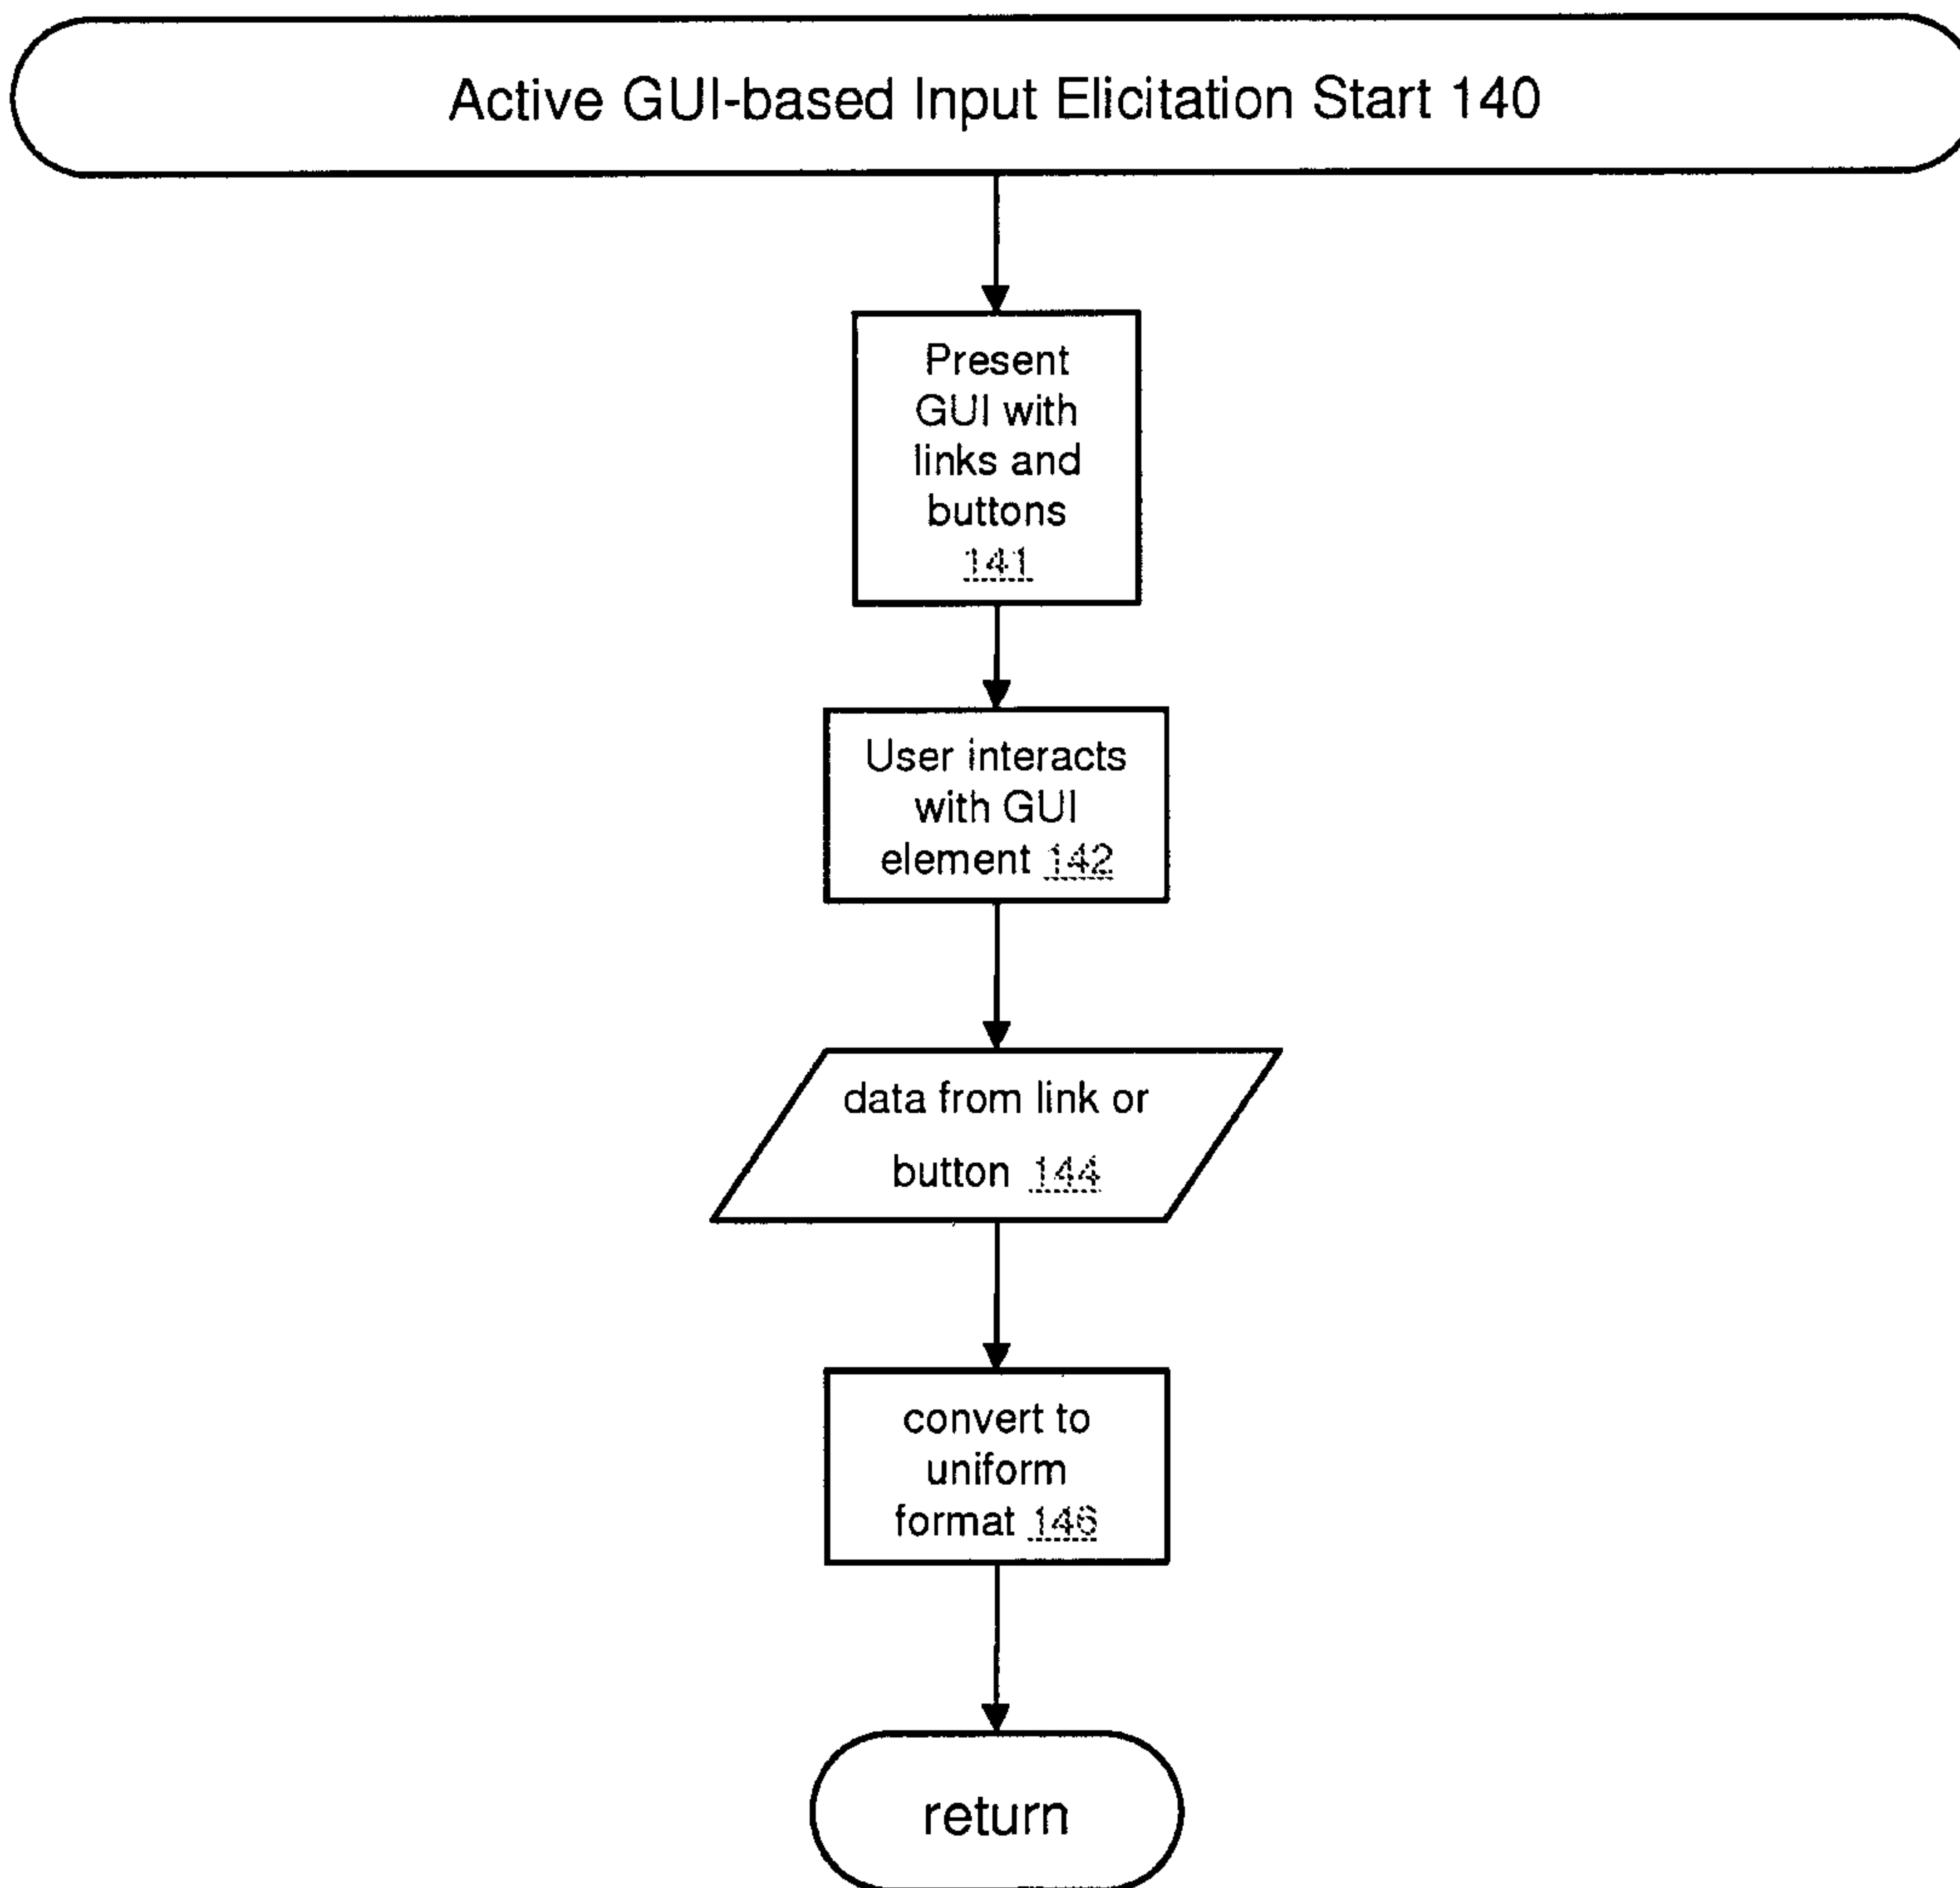 Active GUI-based Input Elicitation Start 140
Present
GUI with
links and
buttons
141
User interacts
with GUI
element 142
data from link or
button 144
convert to
uniform
format 146
return